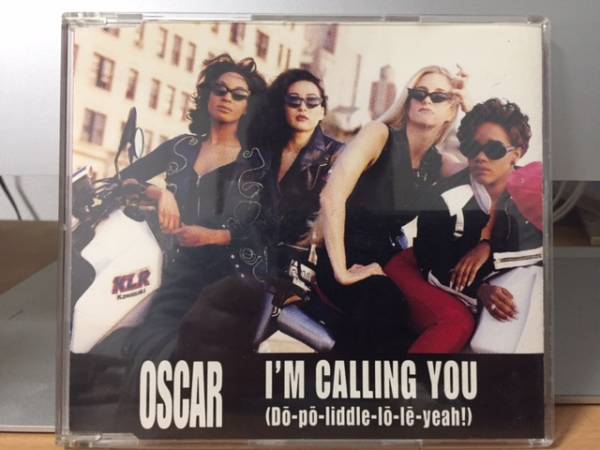 KLR
Kawasaki
OSCAR
I'M CALLING YOU
(Dō-pō-liddle-lō-lē-yeah!)